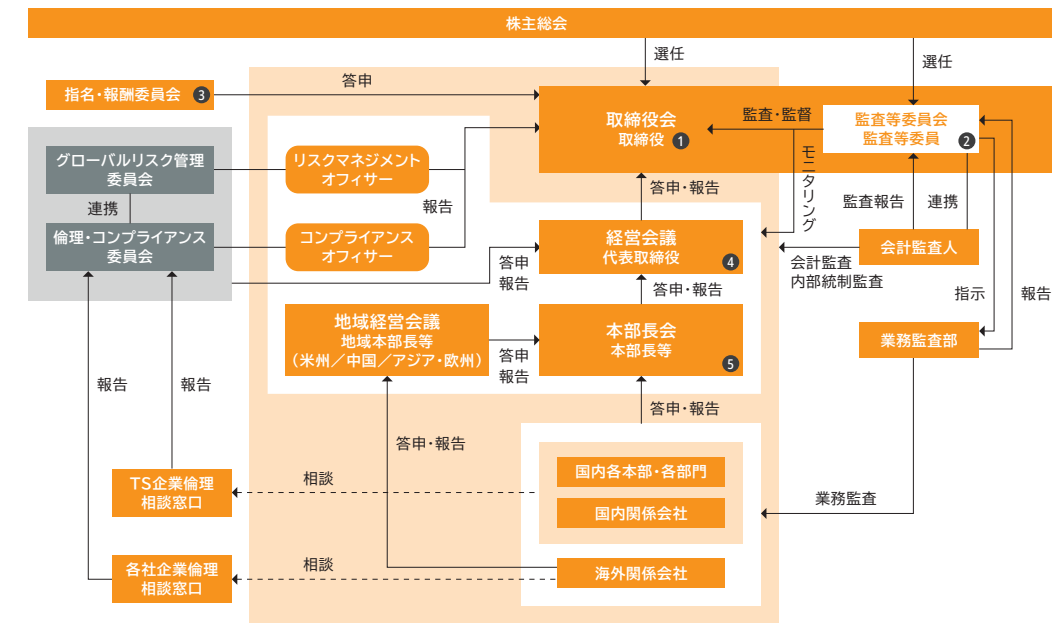 株主総会
選任
選任
指名・報酬委員会 3
答申
取締役会
取締役 1
監査・監督
監査等委員会
監査等委員 2
モニタリング
グローバルリスク管理
委員会
リスクマネジメント
オフィサー
連携
報告
答申・報告
監査報告
連携
倫理・コンプライアンス
委員会
コンプライアンス
オフィサー
答申
報告
経営会議
代表取締役 4
会計監査人
会計監査
内部統制監査
答申・報告
指示
報告
地域経営会議
地域本部長等
（米州／中国／アジア・欧州）
答申
報告
本部長会
本部長等
5
業務監査部
報告
報告
答申・報告
答申・報告
TS企業倫理
相談窓口
相談
国内各本部・各部門
国内関係会社
業務監査
各社企業倫理
相談窓口
相談
海外関係会社